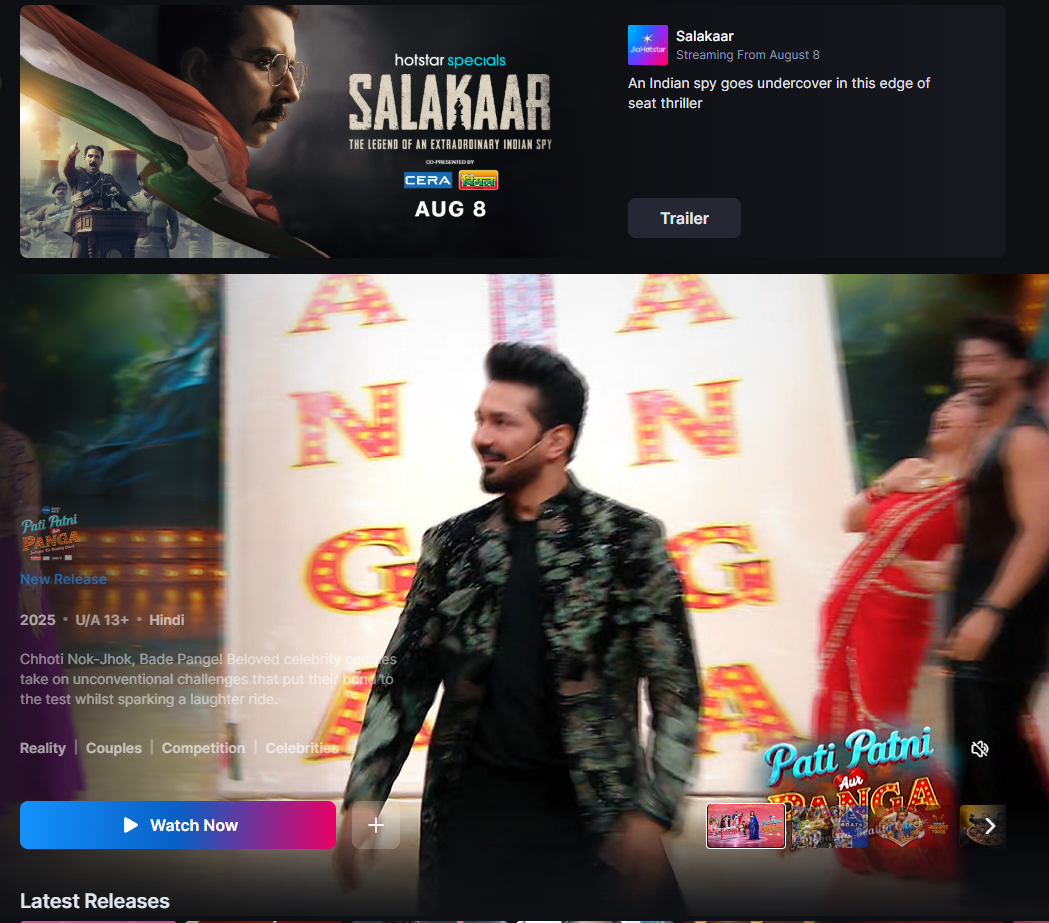 hotstar specials
SALAKAAR
THE LEGEND OF AN EXTRAORDINARY INDIAN SPY
CO-PRESENTED BY
CERA
AUG 8
JioHotstar
Salakaar
Streaming From August 8
An Indian spy goes undercover in this edge of
seat thriller
Trailer
A A
N N
G G
A A
Pati Patni
Aur
PANGA
New Release
2025 • U/A 13+ • Hindi
Chhoti Nok-Jhok, Bade Pange! Beloved celebrity couples
take on unconventional challenges that put their bond to
the test whilst sparking a laughter ride.
Reality | Couples | Competition | Celebrities
Pati Patni
Aur
PANGA
Watch Now
Latest Releases